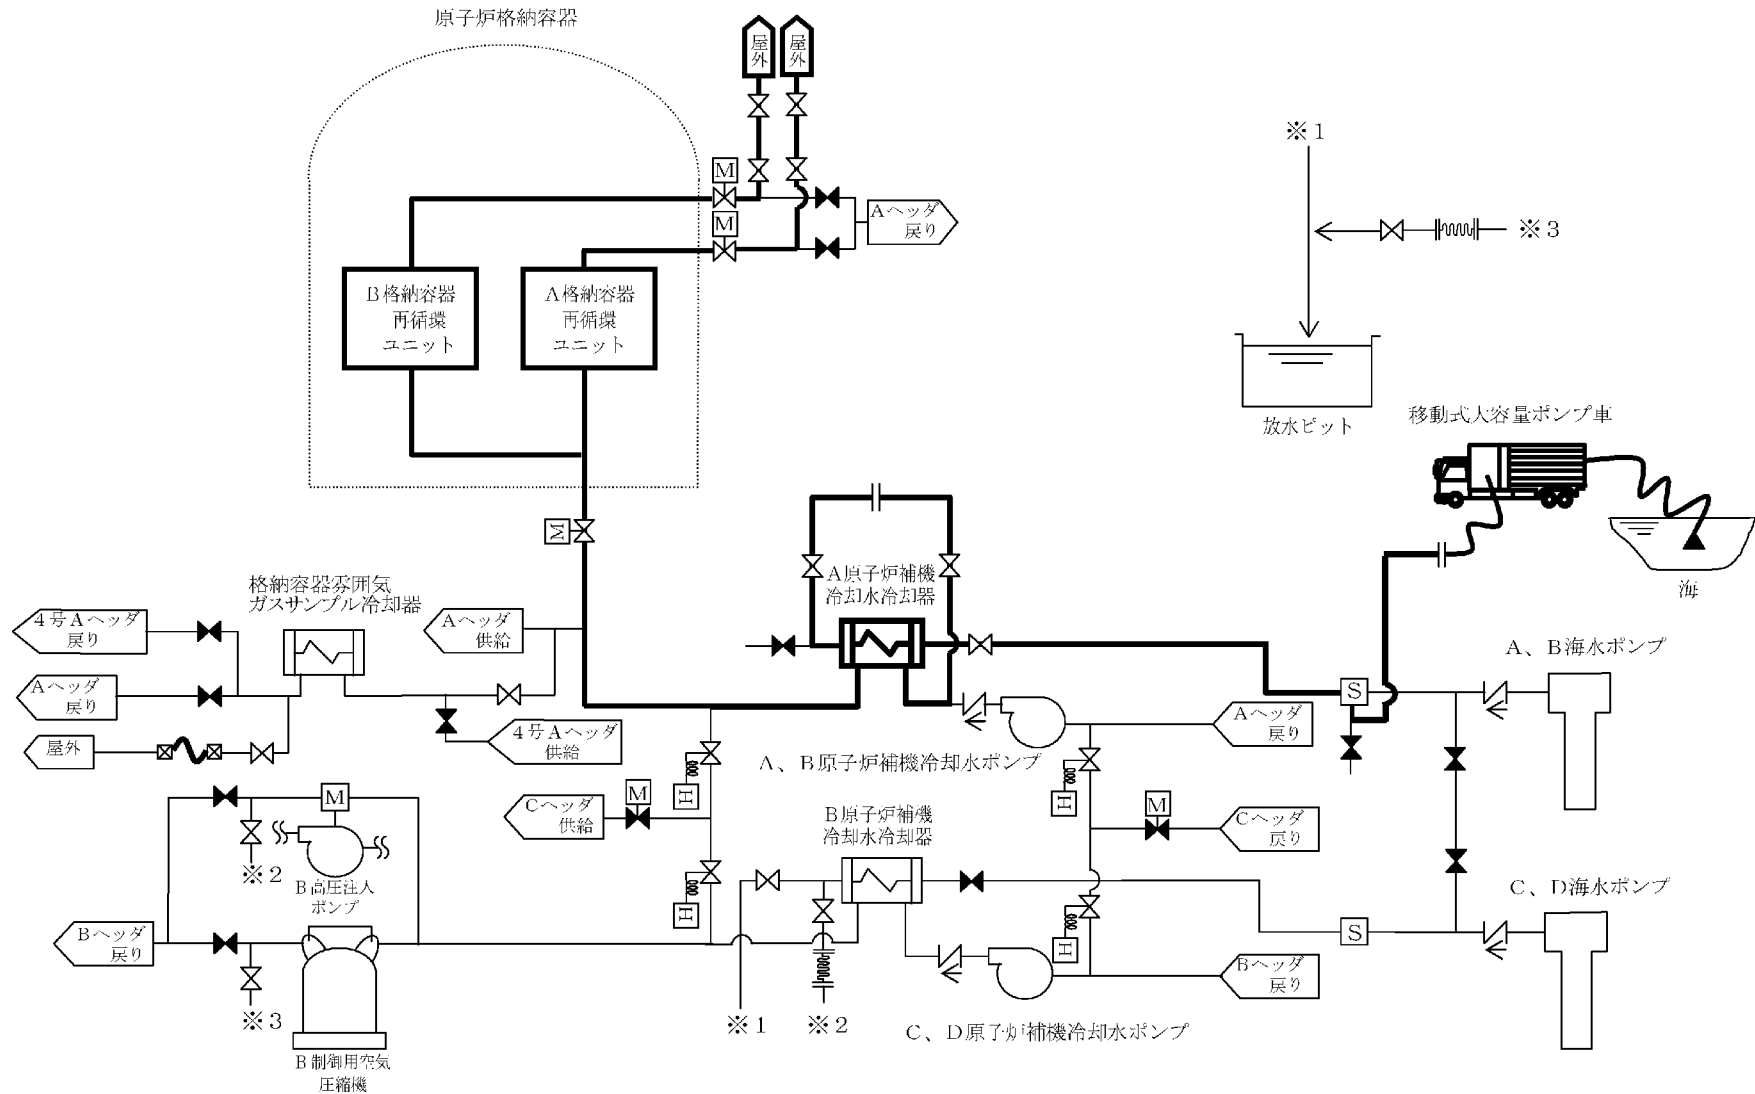 原子炉格納容器
屋外
屋外
※1
M
M
Aヘッダ
戻り
※3
B格納容器
再循環
ユニット
A格納容器
再循環
ユニット
放水ピット
移動式大容量ポンプ車
海
M
A原子炉補機
冷却水冷却器
格納容器雰囲気
ガスサンプル冷却器
4号Aヘッダ
戻り
Aヘッダ
供給
A、B海水ポンプ
Aヘッダ
戻り
S
Aヘッダ
戻り
4号Aヘッダ
供給
屋外
A、B原子炉補機冷却水ポンプ
H
H
M
M
M
Cヘッダ
供給
B原子炉補機
冷却水冷却器
Cヘッダ
戻り
※2
B高圧注入
ポンプ
C、D海水ポンプ
H
Bヘッダ
戻り
S
H
Bヘッダ
戻り
※3
※1
※2
C、D原子炉補機冷却水ポンプ
B制御用空気
圧縮機